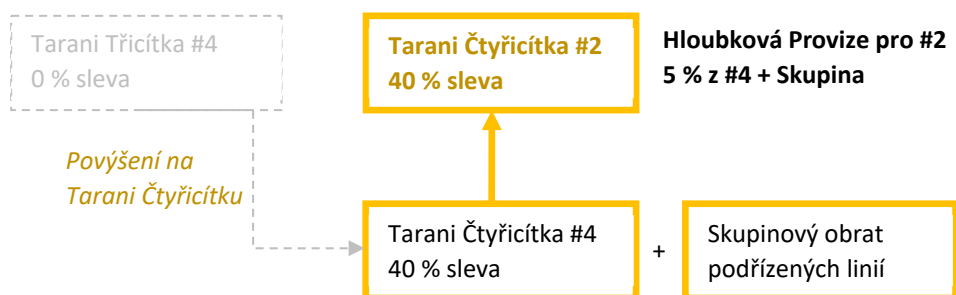 Tarani Třicítka #4
0 % sleva
Tarani Čtyřicítka #2
40 % sleva
Hloubková Provize pro #2
5 % z #4 + Skupina
Povýšení na
Tarani Čtyřicítku
Tarani Čtyřicítka #4
40 % sleva
+
Skupinový obrat
podřízených linií